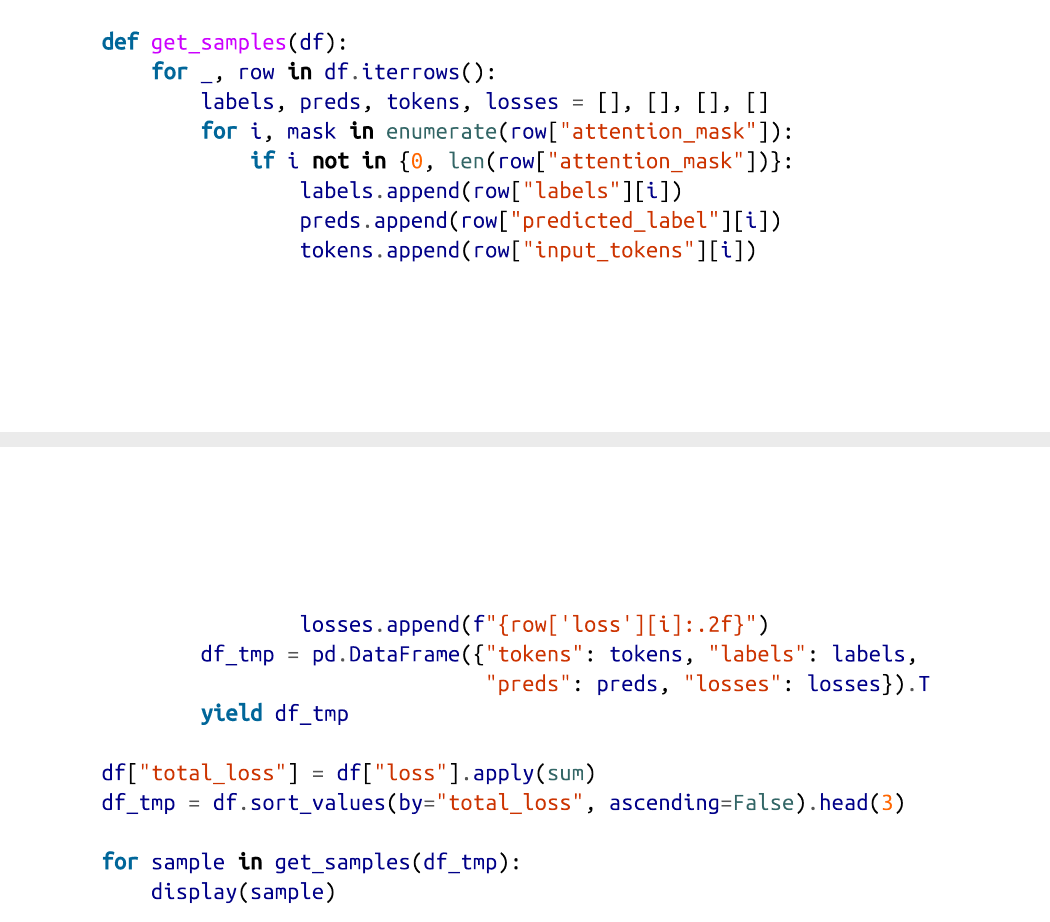 def get_samples(df):
    for _, row in df.iterrows():
        labels, preds, tokens, losses = [], [], [], []
        for i, mask in enumerate(row["attention_mask"]):
            if i not in {0, len(row["attention_mask"])}:
                labels.append(row["labels"][i])
                preds.append(row["predicted_label"][i])
                tokens.append(row["input_tokens"][i])
                losses.append(f"{row['loss'][i]:.2f}")
        df_tmp = pd.DataFrame({"tokens": tokens, "labels": labels,
                               "preds": preds, "losses": losses}).T
        yield df_tmp

df["total_loss"] = df["loss"].apply(sum)
df_tmp = df.sort_values(by="total_loss", ascending=False).head(3)

for sample in get_samples(df_tmp):
    display(sample)